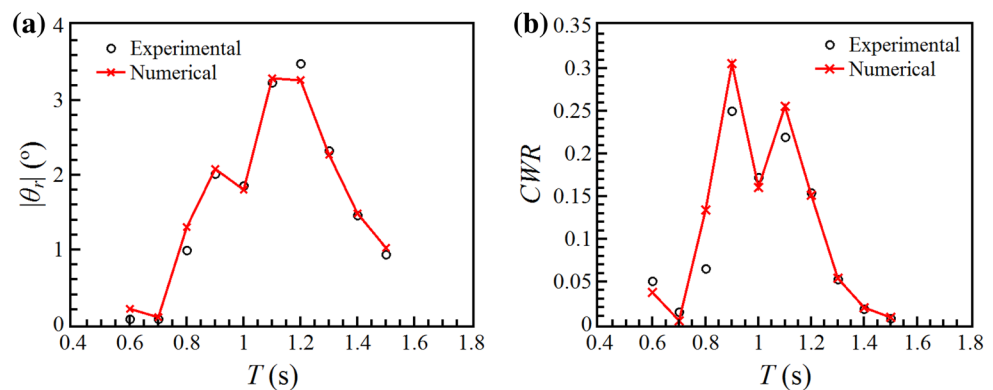 (a)
4
3
2
1
0
|θr| (°)
Experimental
Numerical
0.4 0.6 0.8 1.0 1.2 1.4 1.6 1.8
T (s)
(b)
0.35
0.3
0.25
0.2
0.15
0.1
0.05
0
CWR
Experimental
Numerical
0.4 0.6 0.8 1 1.2 1.4 1.6 1.8
T (s)